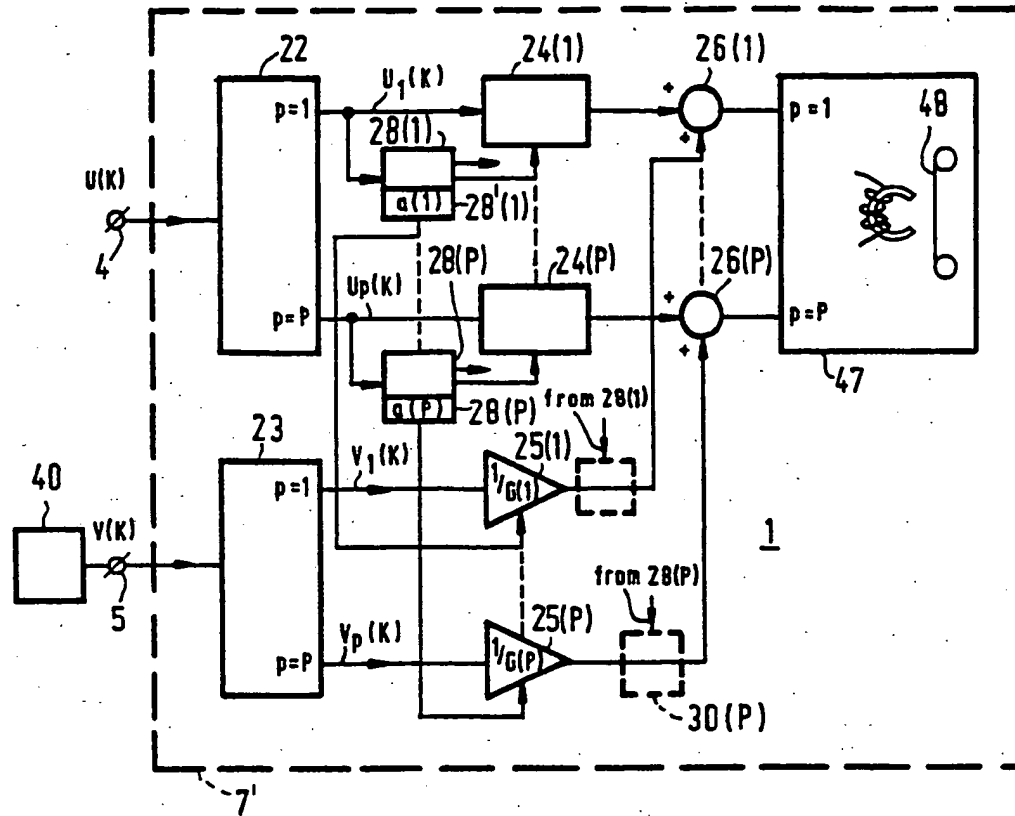 22
24(1)
26(1)
p=1
U₁(K)
+
p=1
48
28(1)
+
U(K)
a(1)
28'(1)
4
28(P)
24(P)
26(P)
Up(K)
+
p=P
p=P
+
47
from 28(1)
a(P)
28(P)
23
V₁(K)
25(1)
40
p=1
1/G(1)
V(K)
1
from 28(P)
5
25(P)
Vp(K)
p=P
1/G(P)
30(P)
7'